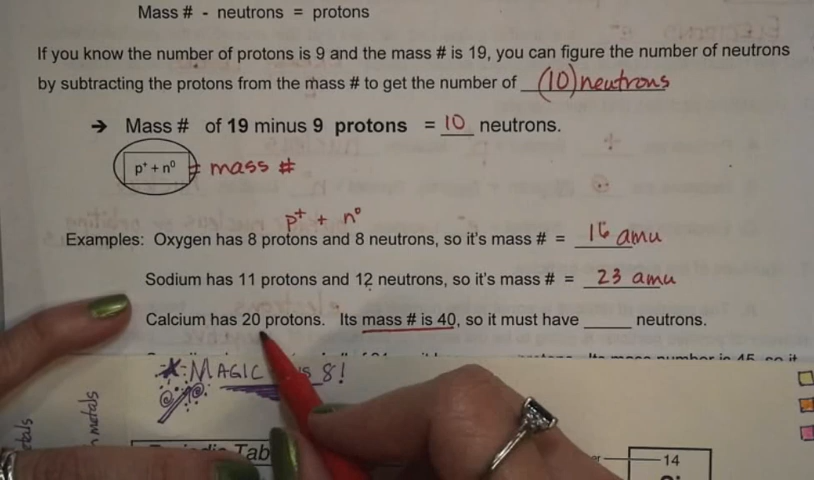 Mass # - neutrons = protons
If you know the number of protons is 9 and the mass # is 19, you can figure the number of neutrons
by subtracting the protons from the mass # to get the number of (10) neutrons
→ Mass # of 19 minus 9 protons = 10 neutrons.
p⁺ + n⁰ = mass #
p⁺ + n⁰
Examples: Oxygen has 8 protons and 8 neutrons, so it's mass # = 16 amu
Sodium has 11 protons and 12 neutrons, so it's mass # = 23 amu
Calcium has 20 protons. Its mass # is 40, so it must have _____ neutrons.
* MAGIC is 8!
14